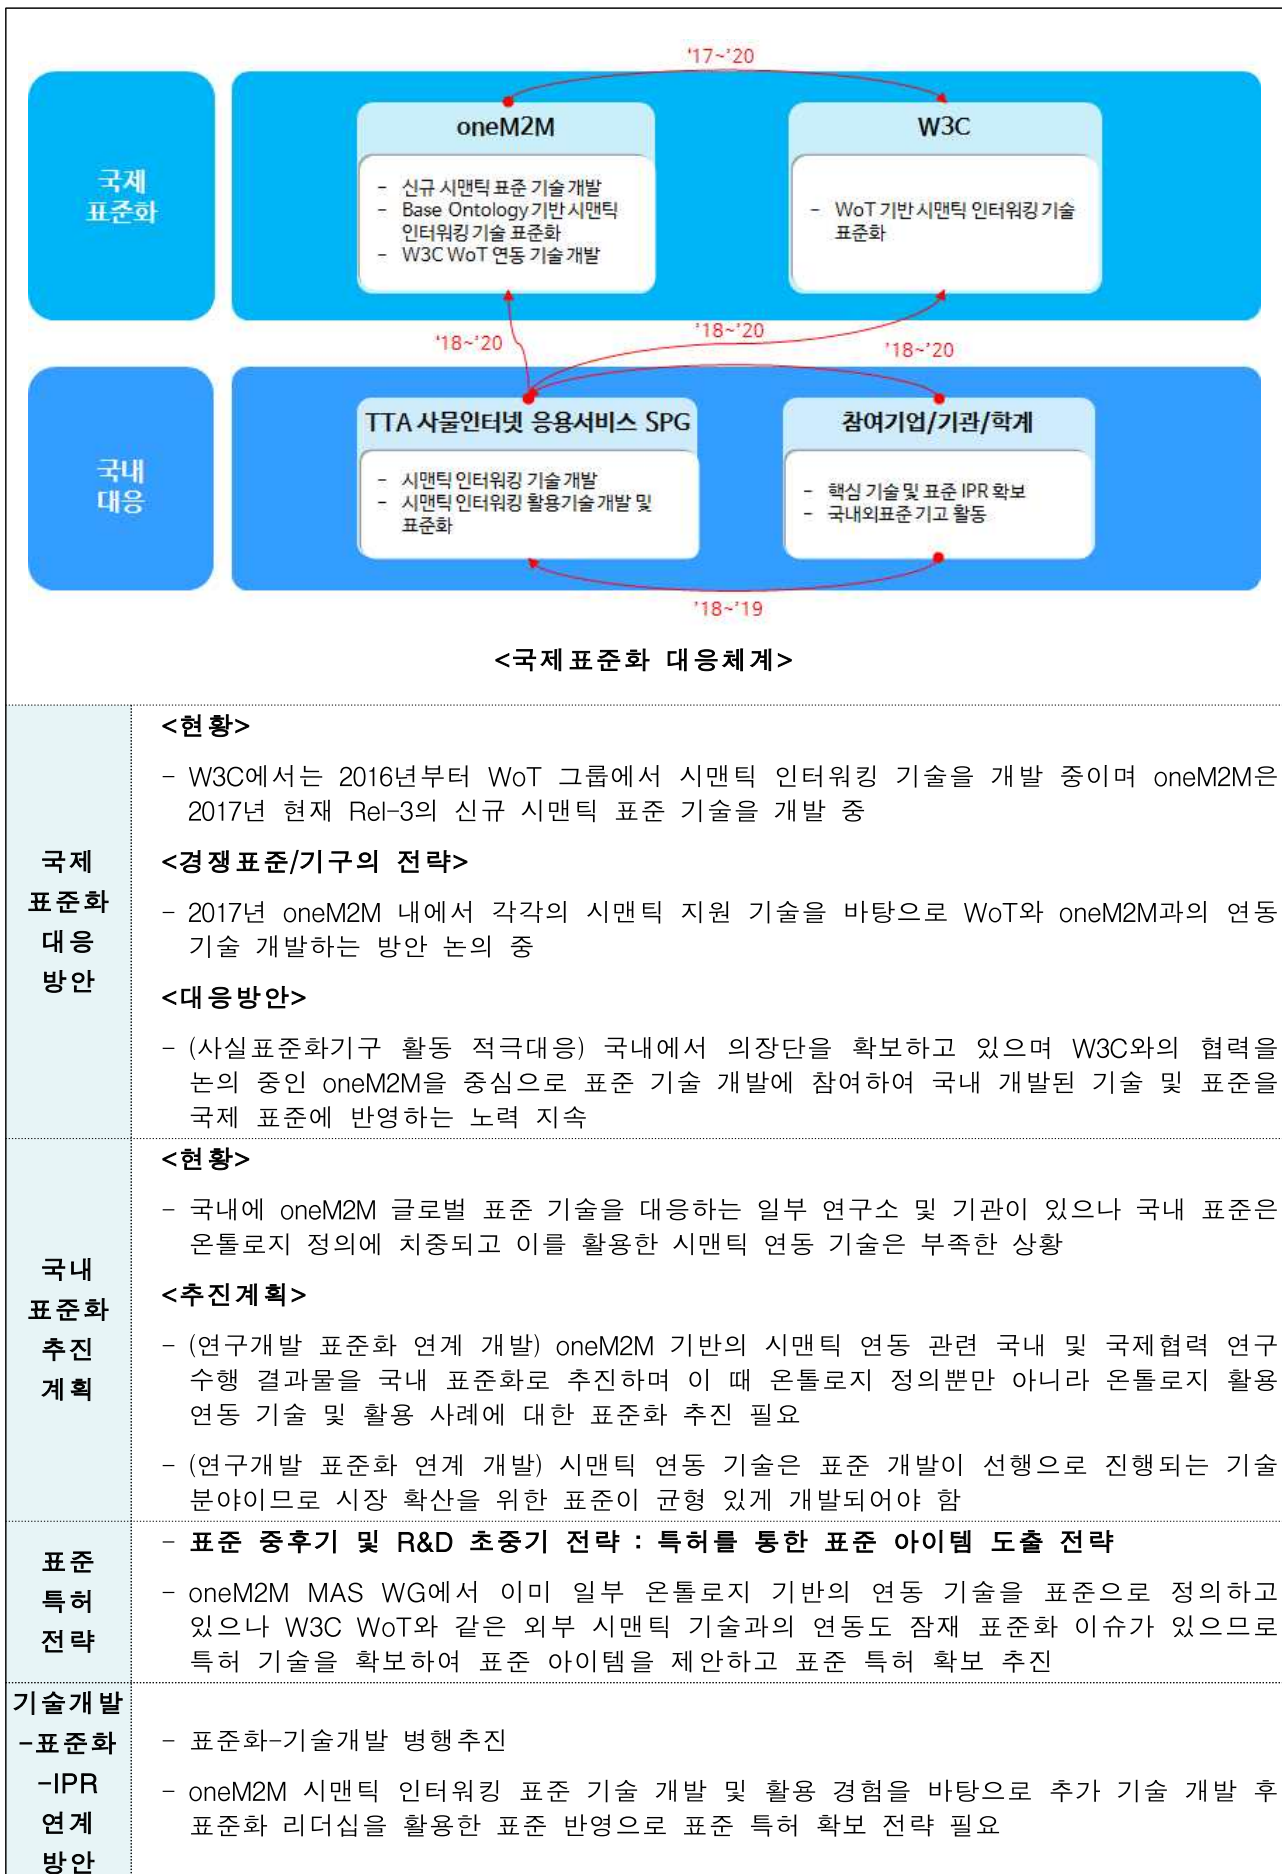 '17~'20
국제
표준화
oneM2M
- 신규 시맨틱 표준 기술 개발
- Base Ontology 기반 시맨틱
인터워킹 기술 표준화
- W3C WoT 연동 기술 개발
W3C
- WoT 기반 시맨틱 인터워킹 기술
표준화
'18~'20
'18~'20
'18~'20
국내
대응
TTA 사물인터넷 응용서비스 SPG
- 시맨틱 인터워킹 기술 개발
- 시맨틱 인터워킹 활용기술 개발 및
표준화
참여기업/기관/학계
- 핵심 기술 및 표준 IPR 확보
- 국내외표준 기고 활동
'18~'19
<국제표준화 대응체계>
국제
표준화
대응
방안
<현황>
- W3C에서는 2016년부터 WoT 그룹에서 시맨틱 인터워킹 기술을 개발 중이며 oneM2M은
2017년 현재 Rel-3의 신규 시맨틱 표준 기술을 개발 중
<경쟁표준/기구의 전략>
- 2017년 oneM2M 내에서 각각의 시맨틱 지원 기술을 바탕으로 WoT와 oneM2M과의 연동
기술 개발하는 방안 논의 중
<대응방안>
- (사실표준화기구 활동 적극대응) 국내에서 의장단을 확보하고 있으며 W3C와의 협력을
논의 중인 oneM2M을 중심으로 표준 기술 개발에 참여하여 국내 개발된 기술 및 표준을
국제 표준에 반영하는 노력 지속
국내
표준화
추진
계획
<현황>
- 국내에 oneM2M 글로벌 표준 기술을 대응하는 일부 연구소 및 기관이 있으나 국내 표준은
온톨로지 정의에 치중되고 이를 활용한 시맨틱 연동 기술은 부족한 상황
<추진계획>
- (연구개발 표준화 연계 개발) oneM2M 기반의 시맨틱 연동 관련 국내 및 국제협력 연구
수행 결과물을 국내 표준화로 추진하며 이 때 온톨로지 정의뿐만 아니라 온톨로지 활용
연동 기술 및 활용 사례에 대한 표준화 추진 필요
- (연구개발 표준화 연계 개발) 시맨틱 연동 기술은 표준 개발이 선행으로 진행되는 기술
분야이므로 시장 확산을 위한 표준이 균형 있게 개발되어야 함
표준
특허
전략
- 표준 중후기 및 R&D 초중기 전략 : 특허를 통한 표준 아이템 도출 전략
- oneM2M MAS WG에서 이미 일부 온톨로지 기반의 연동 기술을 표준으로 정의하고
있으나 W3C WoT와 같은 외부 시맨틱 기술과의 연동도 잠재 표준화 이슈가 있으므로
특허 기술을 확보하여 표준 아이템을 제안하고 표준 특허 확보 추진
기술개발
-표준화
-IPR
연계
방안
- 표준화-기술개발 병행추진
- oneM2M 시맨틱 인터워킹 표준 기술 개발 및 활용 경험을 바탕으로 추가 기술 개발 후
표준화 리더십을 활용한 표준 반영으로 표준 특허 확보 전략 필요